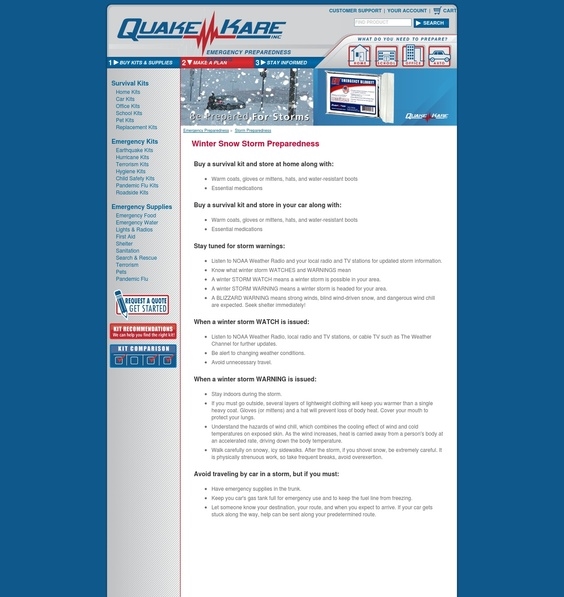 CUSTOMER SUPPORT | YOUR ACCOUNT | CART
QUAKE KARE INC
EMERGENCY PREPAREDNESS
FIND PRODUCT
SEARCH
WHAT DO YOU NEED TO PREPARE?
HOME SCHOOL OFFICE AUTO
1 BUY KITS & SUPPLIES 2 MAKE A PLAN 3 STAY INFORMED
Be Prepared For Storms
EMERGENCY BLANKET
QUAKE KARE
Emergency Preparedness > Storm Preparedness
Survival Kits
Home Kits
Car Kits
Office Kits
School Kits
Pet Kits
Replacement Kits
Emergency Kits
Earthquake Kits
Hurricane Kits
Terrorism Kits
Hygiene Kits
Child Safety Kits
Pandemic Flu Kits
Roadside Kits
Emergency Supplies
Emergency Food
Emergency Water
Lights & Radios
First Aid
Shelter
Sanitation
Search & Rescue
Terrorism
Pets
Pandemic Flu
REQUEST A QUOTE
GET STARTED
KIT RECOMMENDATIONS
We can help you find the right kit!
KIT COMPARISON
Winter Snow Storm Preparedness
Buy a survival kit and store at home along with:
Warm coats, gloves or mittens, hats, and water-resistant boots
Essential medications
Buy a survival kit and store in your car along with:
Warm coats, gloves or mittens, hats, and water-resistant boots
Essential medications
Stay tuned for storm warnings:
Listen to NOAA Weather Radio and your local radio and TV stations for updated storm information.
Know what winter storm WATCHES and WARNINGS mean
A winter STORM WATCH means a winter storm is possible in your area.
A winter STORM WARNING means a winter storm is headed for your area.
A BLIZZARD WARNING means strong winds, blind wind-driven snow, and dangerous wind chill
are expected. Seek shelter immediately!
When a winter storm WATCH is issued:
Listen to NOAA Weather Radio, local radio and TV stations, or cable TV such as The Weather
Channel for further updates.
Be alert to changing weather conditions.
Avoid unnecessary travel.
When a winter storm WARNING is issued:
Stay indoors during the storm.
If you must go outside, several layers of lightweight clothing will keep you warmer than a single
heavy coat. Gloves (or mittens) and a hat will prevent loss of body heat. Cover your mouth to
protect your lungs.
Understand the hazards of wind chill, which combines the cooling effect of wind and cold
temperatures on exposed skin. As the wind increases, heat is carried away from a person's body at
an accelerated rate, driving down the body temperature.
Walk carefully on snowy, icy sidewalks. After the storm, if you shovel snow, be extremely careful. It
is physically strenuous work, so take frequent breaks, avoid overexertion.
Avoid traveling by car in a storm, but if you must:
Have emergency supplies in the trunk.
Keep you car's gas tank full for emergency use and to keep the fuel line from freezing.
Let someone know your destination, your route, and when you expect to arrive. If your car gets
stuck along the way, help can be sent along your predetermined route.